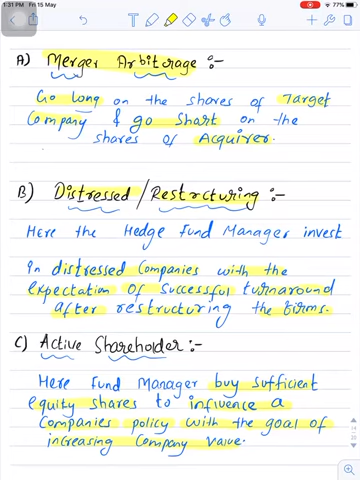 1:31 PM Fri 15 May
77%
A) Merger Arbitorage :-
Go long on the shares of Target
Company & go Short on the
shares of Acquirer.
B) Distressed / Restructuring :-
Here the Hedge Fund Manager invest
In distressed Companies with the
expectation of Successful turnaround
after restructuring the firms.
C) Active Shareholder :-
Here Fund Manager buy sufficient
equity shares to influence a
Companies policy with the goal of
increasing Company value.